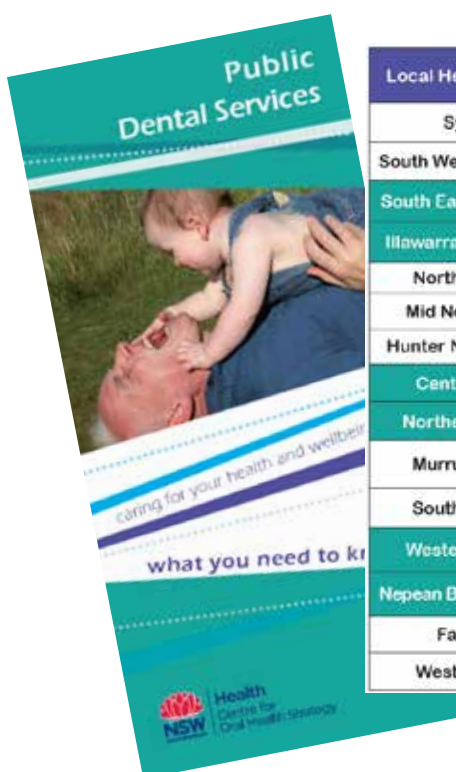 Public
Dental Services
caring for your health and wellbein
what you need to kn
NSW
Health
Centre for
Oral Health Strategy
Local He
Sy
South We
South Ea
Illawarra
North
Mid No
Hunter N
Cent
Northe
Murru
South
Weste
Nepean B
Fa
West